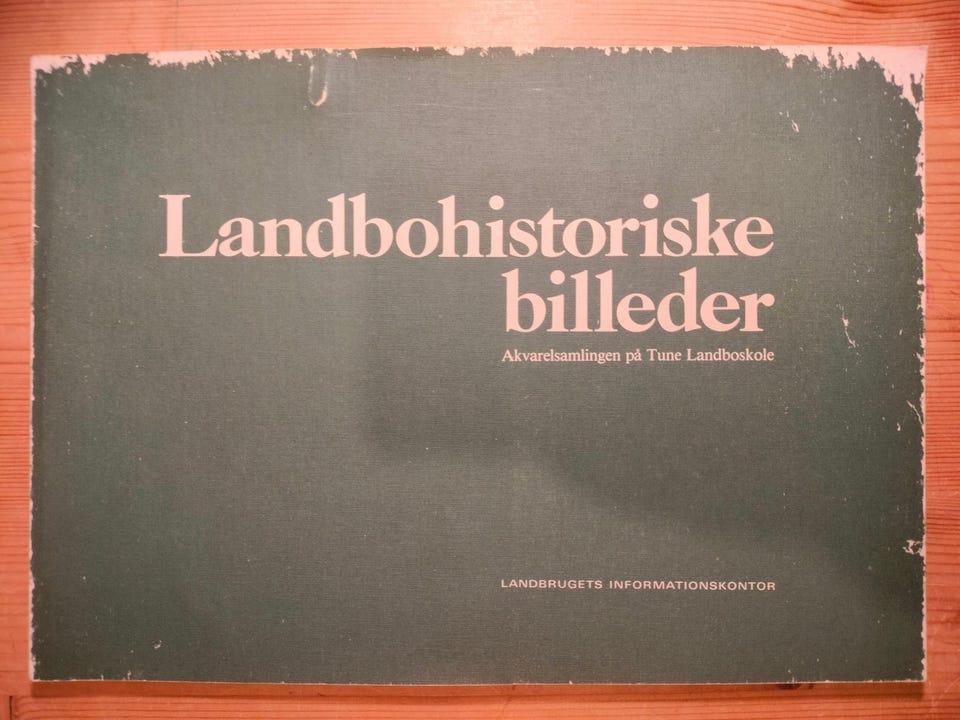 Landbohistoriske
billeder
Akvarelsamlingen på Tune Landboskole
LANDBRUGETS INFORMATIONSKONTOR